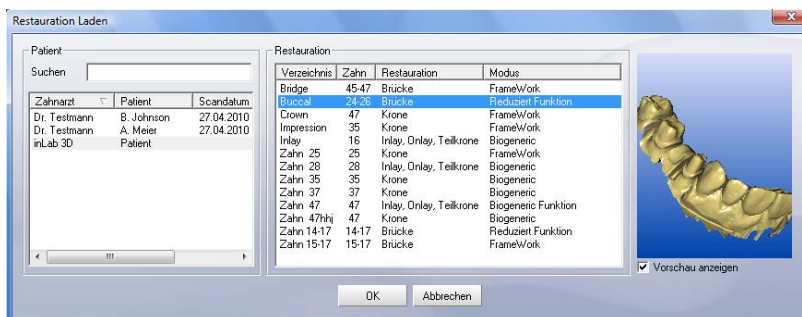 Restauration Laden
Patient
Suchen
Zahnarzt Patient Scandatum
Dr. Testmann B. Johnson 27.04.2010
Dr. Testmann A. Meier 27.04.2010
inLab 3D Patient
Restauration
Verzeichnis Zahn Restauration Modus
Bridge 45-47 Brücke FrameWork
Buccal 24-26 Brücke Reduziert Funktion
Crown 47 Krone FrameWork
Impression 35 Krone FrameWork
Inlay 16 Inlay, Onlay, Teilkrone Biogeneric
Zahn 25 25 Krone FrameWork
Zahn 28 28 Inlay, Onlay, Teilkrone Biogeneric
Zahn 35 35 Krone Biogeneric
Zahn 37 37 Krone Biogeneric
Zahn 47 47 Inlay, Onlay, Teilkrone Biogeneric Funktion
Zahn 47hhj 47 Krone Biogeneric
Zahn 14-17 14-17 Brücke Reduziert Funktion
Zahn 15-17 15-17 Brücke FrameWork
Vorschau anzeigen
OK Abbrechen